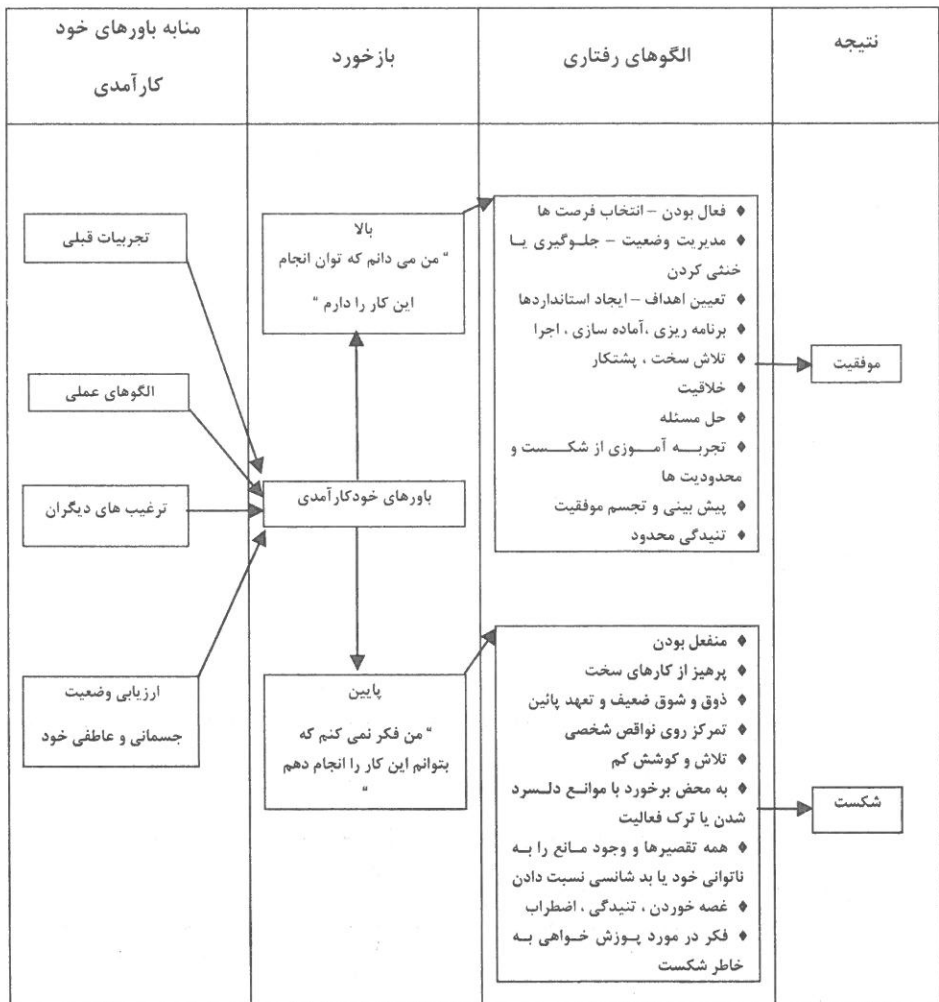 منابه باورهای خود
کارآمدی
بازخورد
الگوهای رفتاری
نتیجه
تجربیات قبلی
الگوهای عملی
ترغیب های دیگران
ارزیابی وضعیت
جسمانی و عاطفی خود
بالا
“ من می دانم که توان انجام
این کار را دارم “
باورهای خودکارآمدی
پایین
“ من فکر نمی کنم که
بتوانم این کار را انجام دهم
“
♦ فعال بودن – انتخاب فرصت ها
♦ مدیریت وضعیت – جلوگیری یا
خنثی کردن
♦ تعیین اهداف – ایجاد استانداردها
♦ برنامه ریزی ،آماده سازی ، اجرا
♦ تلاش سخت ، پشتکار
♦ خلاقیت
♦ حل مسئله
♦ تجربه آموزی از شکست و
محدودیت ها
♦ پیش بینی و تجسم موفقیت
♦ تنیدگی محدود
♦ منفعل بودن
♦ پرهیز از کارهای سخت
♦ ذوق و شوق ضعیف و تعهد پائین
♦ تمرکز روی نواقص شخصی
♦ تلاش و کوشش کم
♦ به محض برخورد با موانع دلسرد
شدن یا ترک فعالیت
♦ همه تقصیرها و وجود مانع را به
ناتوانی خود یا بد شانسی نسبت دادن
♦ غصه خوردن ، تنیدگی ، اضطراب
♦ فکر در مورد پوزش خواهی به
خاطر شکست
موفقیت
شکست